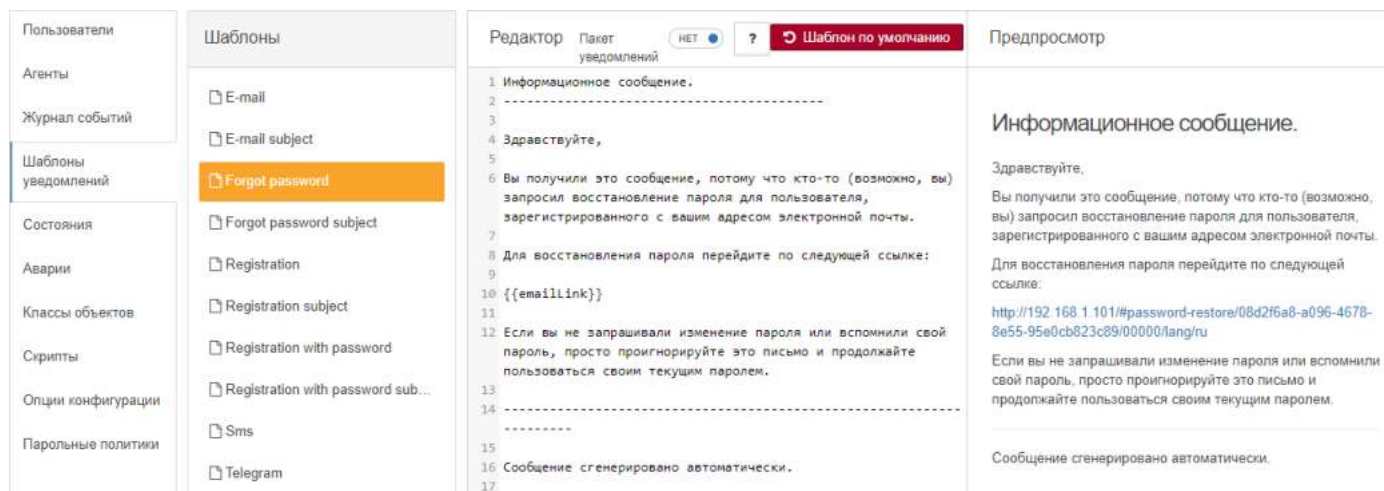 Пользователи
Агенты
Журнал событий
Шаблоны
уведомлений
Состояния
Аварии
Классы объектов
Скрипты
Опции конфигурации
Парольные политики
Шаблоны
E-mail
E-mail subject
Forgot password
Forgot password subject
Registration
Registration subject
Registration with password
Registration with password sub...
Sms
Telegram
Редактор Пакет уведомлений НЕТ ? Шаблон по умолчанию
1 Информационное сообщение.
2 ------------------------------------------
3
4 Здравствуйте,
5
6 Вы получили это сообщение, потому что кто-то (возможно, вы)
запросил восстановление пароля для пользователя,
зарегистрированного с вашим адресом электронной почты.
7
8 Для восстановления пароля перейдите по следующей ссылке:
9
10 {{emailLink}}
11
12 Если вы не запрашивали изменение пароля или вспомнили свой
пароль, просто проигнорируйте это письмо и продолжайте
пользоваться своим текущим паролем.
13
14 ------------------------------------------------------------
---------
15
16 Сообщение сгенерировано автоматически.
17
Предпросмотр
Информационное сообщение.
Здравствуйте,
Вы получили это сообщение, потому что кто-то (возможно,
вы) запросил восстановление пароля для пользователя,
зарегистрированного с вашим адресом электронной почты.
Для восстановления пароля перейдите по следующей
ссылке:
http://192.168.1.101/#password-restore/08d2f6a8-a096-4678-
8e55-95e0cb823c89/00000/lang/ru
Если вы не запрашивали изменение пароля или вспомнили
свой пароль, просто проигнорируйте это письмо и
продолжайте пользоваться своим текущим паролем.
Сообщение сгенерировано автоматически.